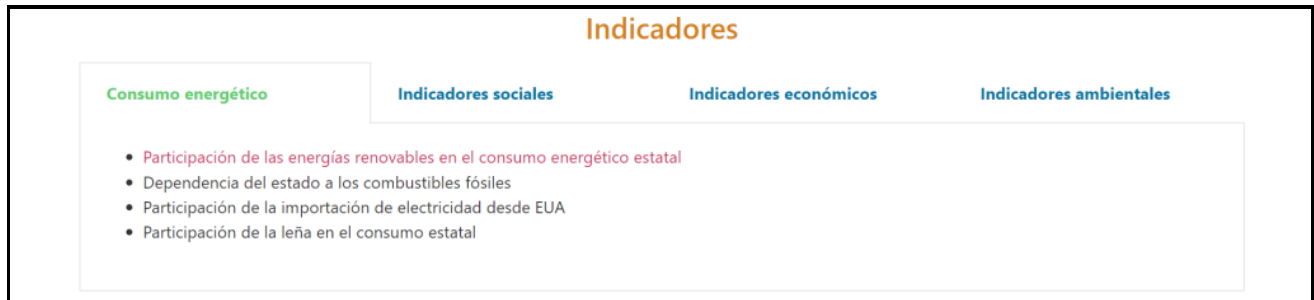 Indicadores
Consumo energético Indicadores sociales Indicadores económicos Indicadores ambientales
Participación de las energías renovables en el consumo energético estatal
Dependencia del estado a los combustibles fósiles
Participación de la importación de electricidad desde EUA
Participación de la leña en el consumo estatal